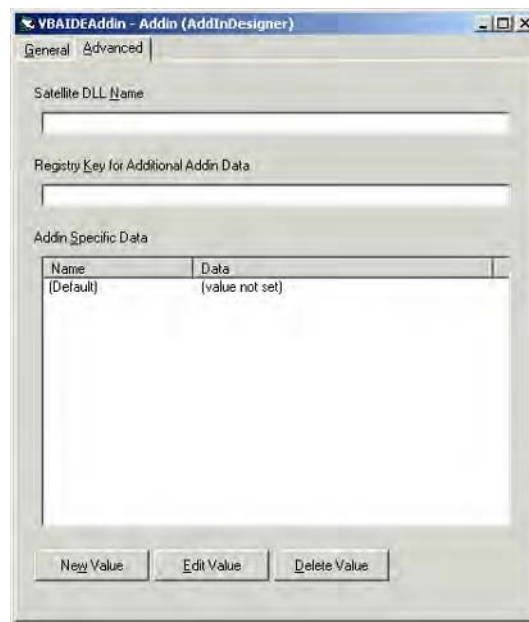 VBAIDEAddin - Addin (AddInDesigner)
General Advanced
Satellite DLL Name
Registry Key for Additional Addin Data
Addin Specific Data
Name Data
(Default) (value not set)
New Value Edit Value Delete Value